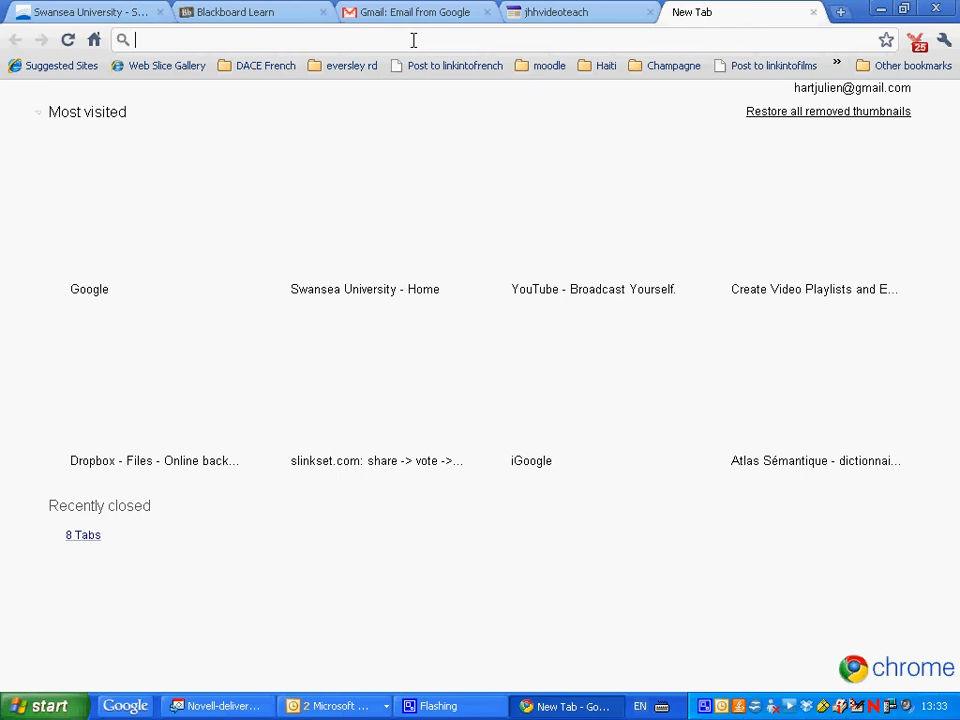 Swansea University - S...
Blackboard Learn
Gmail: Email from Google
jhhvideoteach
New Tab
25
Suggested Sites
Web Slice Gallery
DACE French
eversley rd
Post to linkintofrench
moodle
Haiti
Champagne
Post to linkintofilms
»
Other bookmarks
hartjulien@gmail.com
Most visited
Restore all removed thumbnails
Google
Swansea University - Home
YouTube - Broadcast Yourself.
Create Video Playlists and E...
Dropbox - Files - Online back...
slinkset.com: share -> vote ->...
iGoogle
Atlas Sémantique - dictionnai...
Recently closed
8 Tabs
chrome
start
Google
Novell-deliver...
2 Microsoft ...
Flashing
New Tab - Go...
EN
13:33